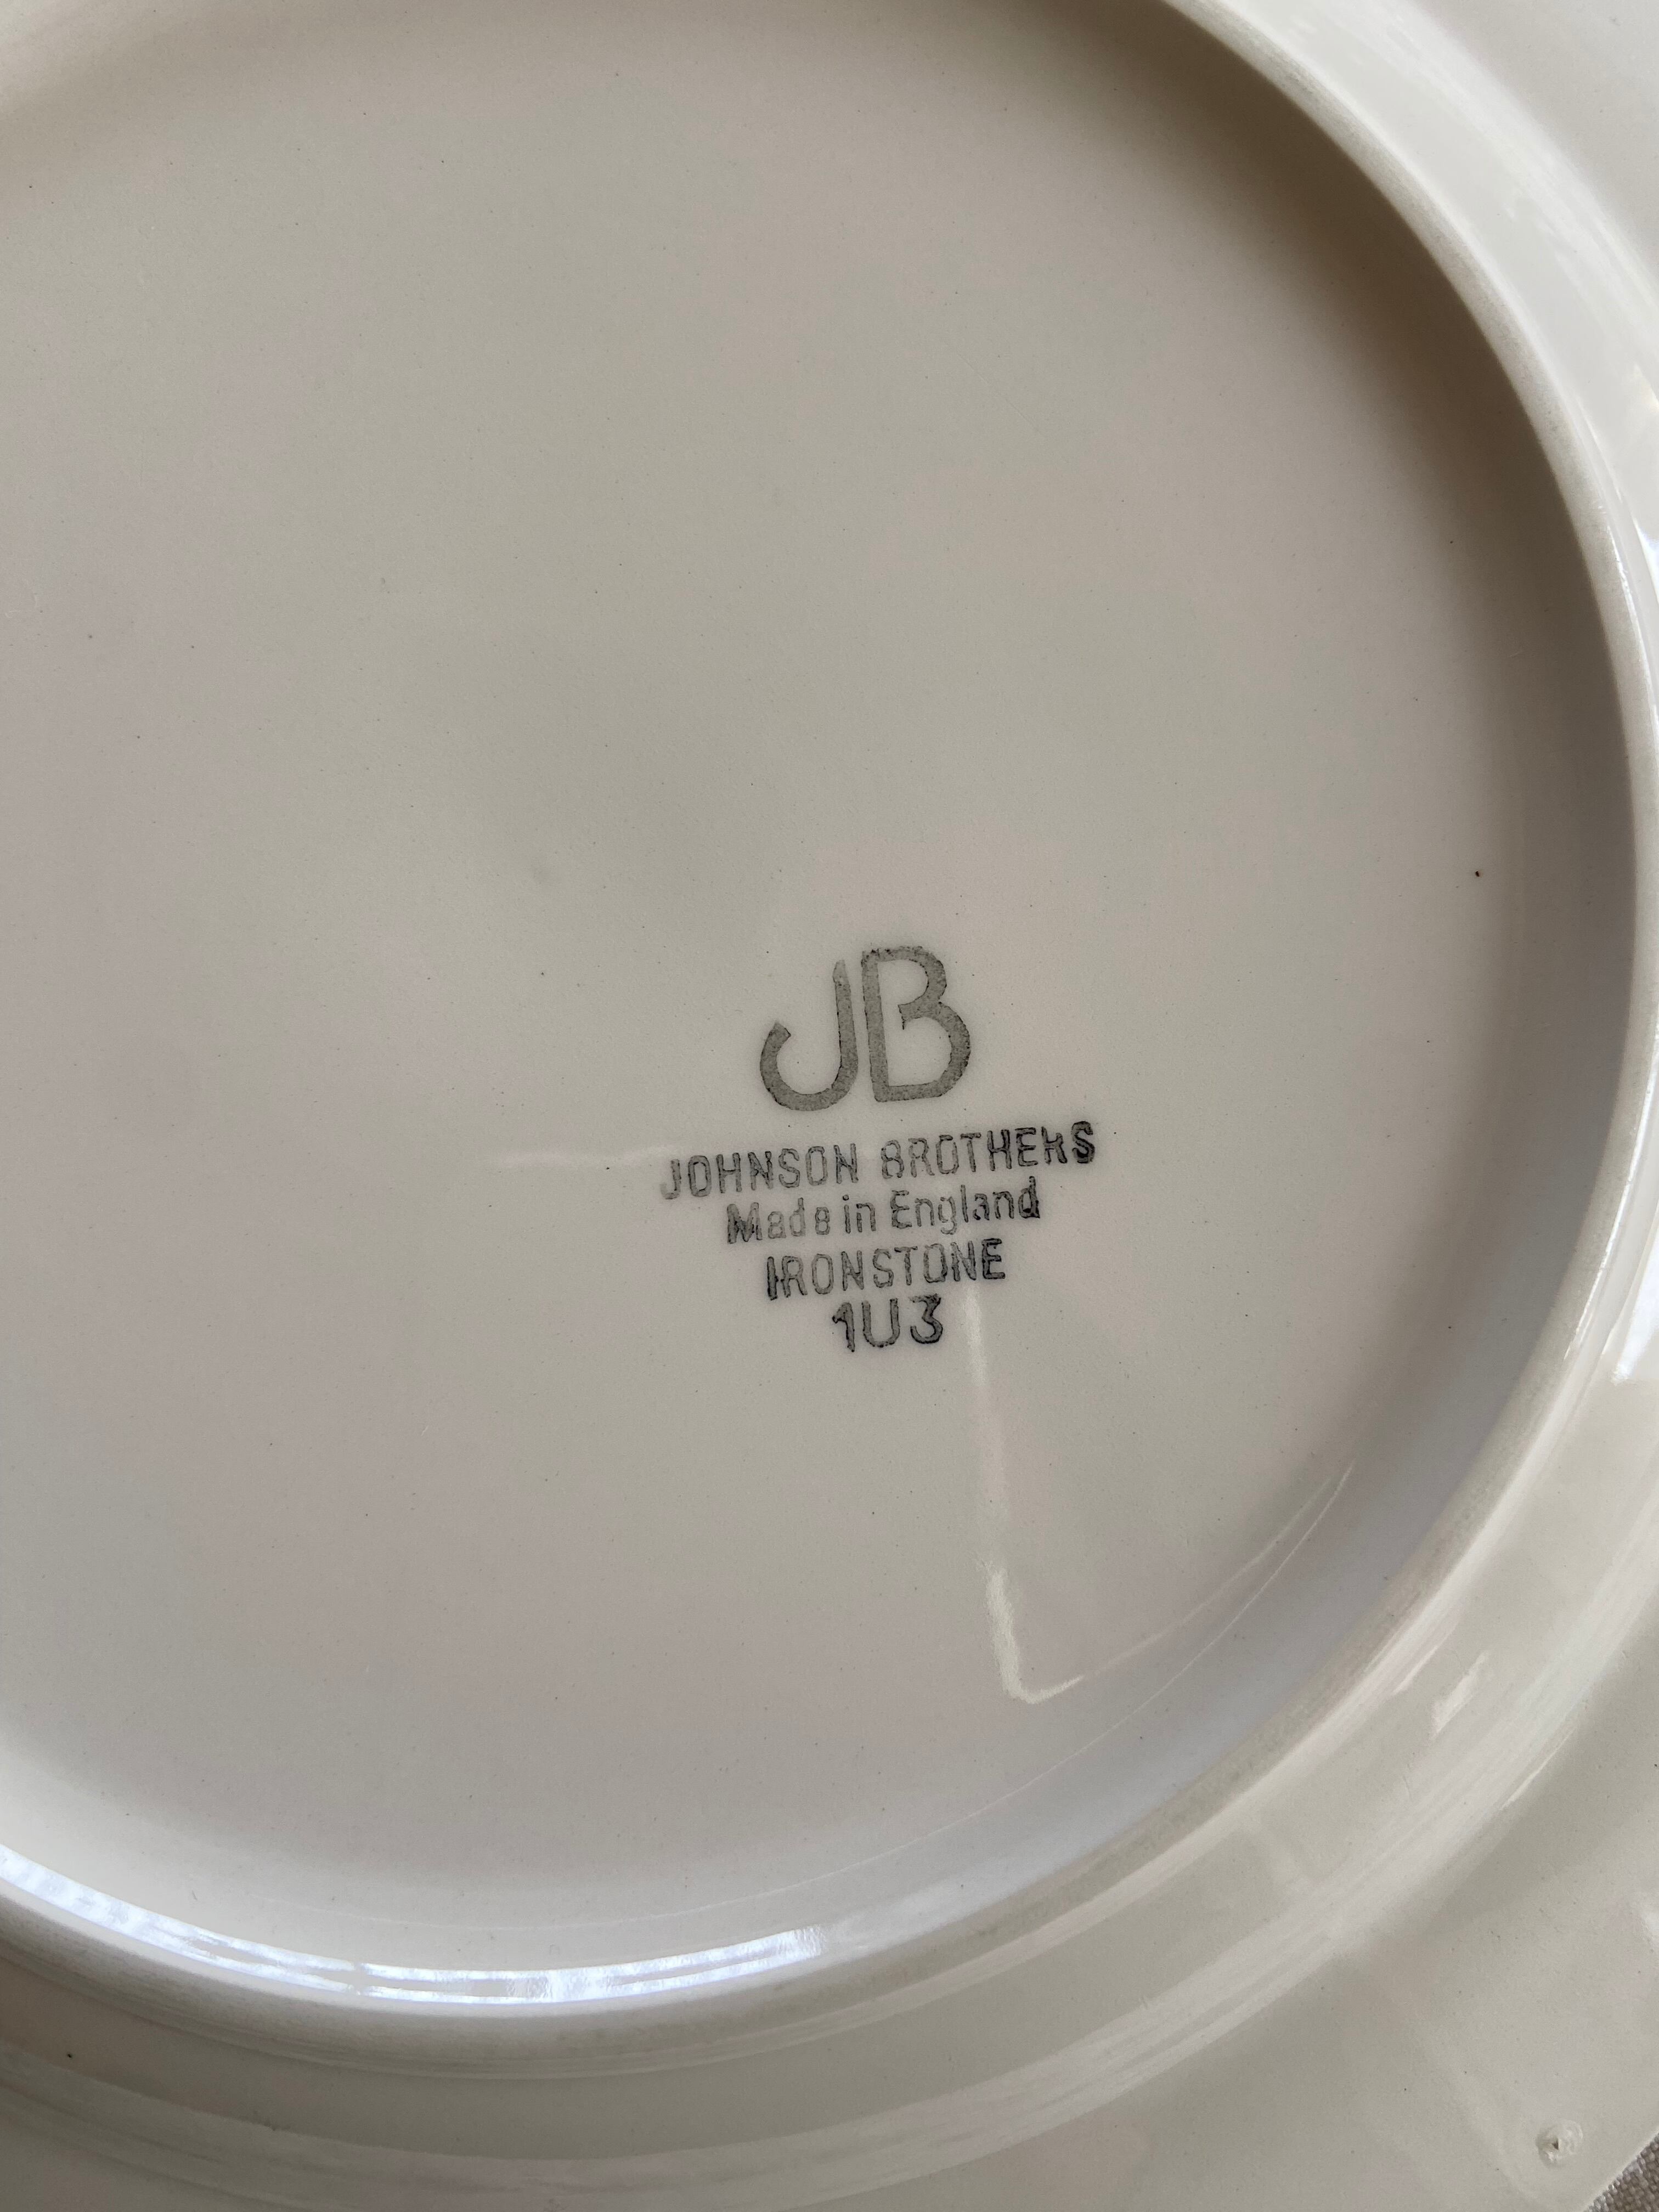 JB
JOHNSON BROTHERS
Made in England
IRONSTONE
1U3